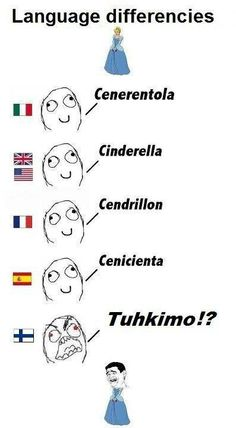 Language differencies
Cenerentola
Cinderella
Cendrillon
Cenicienta
Tuhkimo!?